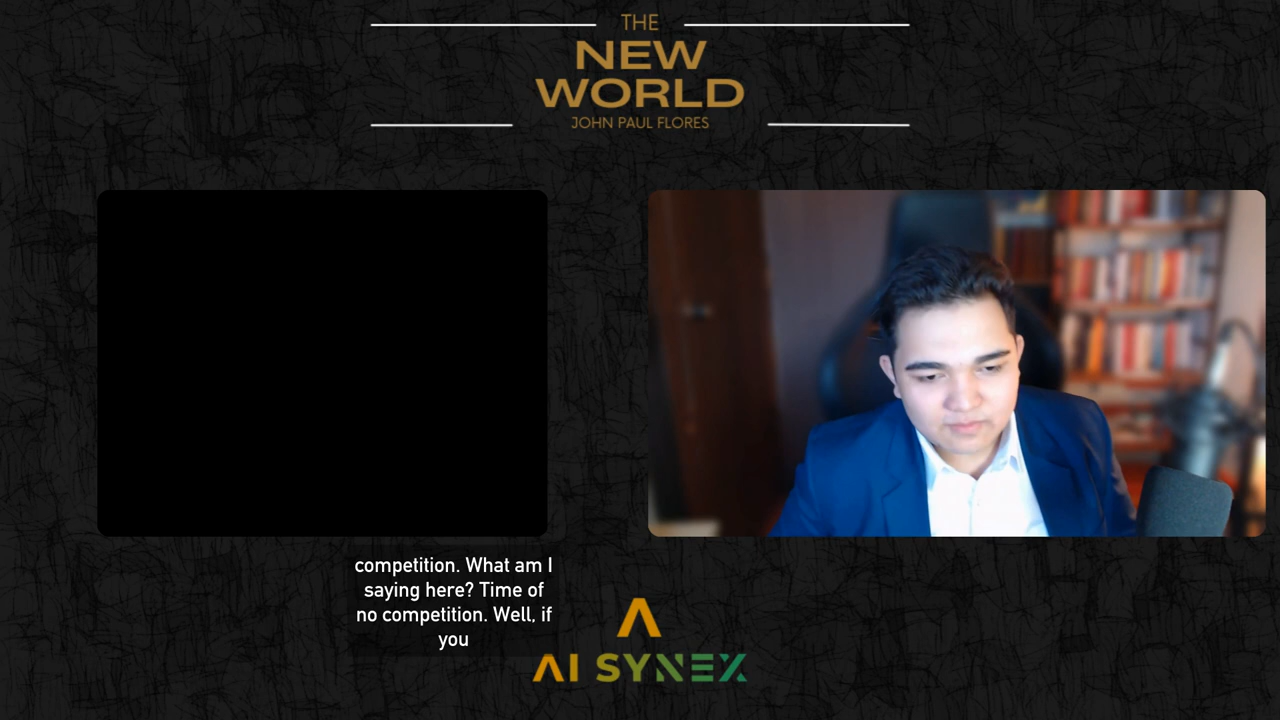 THE
NEW
WORLD
JOHN PAUL FLORES
competition. What am I
saying here? Time of
no competition. Well, if
you
AI SYNEX